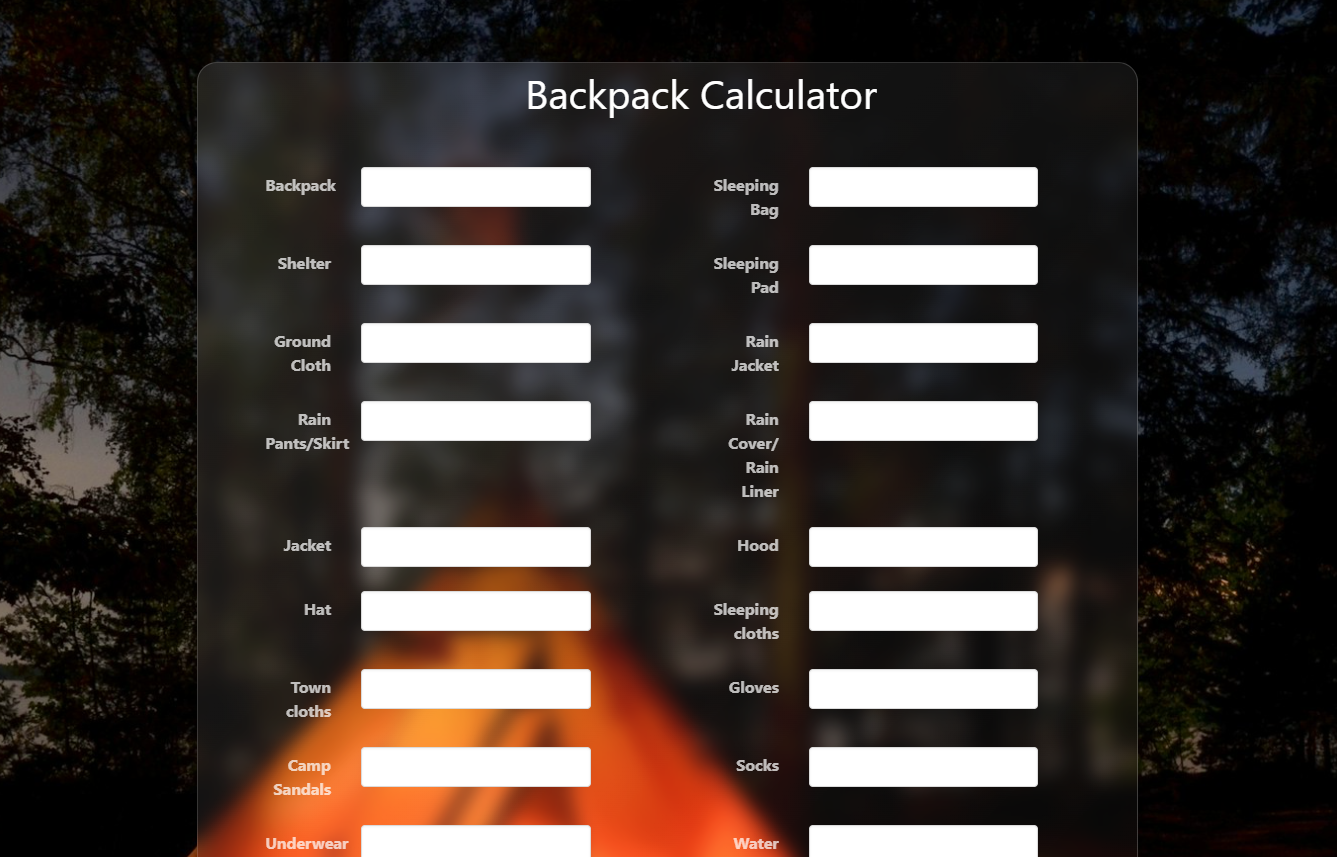 Backpack Calculator
Backpack
Sleeping
Bag
Shelter
Sleeping
Pad
Ground
Cloth
Rain
Jacket
Rain
Pants/Skirt
Rain
Cover/
Rain
Liner
Jacket
Hood
Hat
Sleeping
cloths
Town
cloths
Gloves
Camp
Sandals
Socks
Underwear
Water